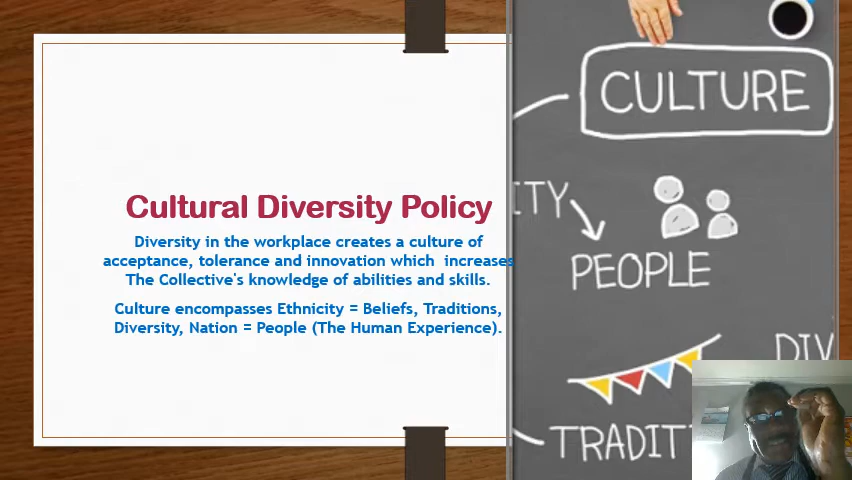 Cultural Diversity Policy
Diversity in the workplace creates a culture of
acceptance, tolerance and innovation which increases
The Collective's knowledge of abilities and skills.
Culture encompasses Ethnicity = Beliefs, Traditions,
Diversity, Nation = People (The Human Experience).
CULTURE
ITY
PEOPLE
DIV
TRADIT